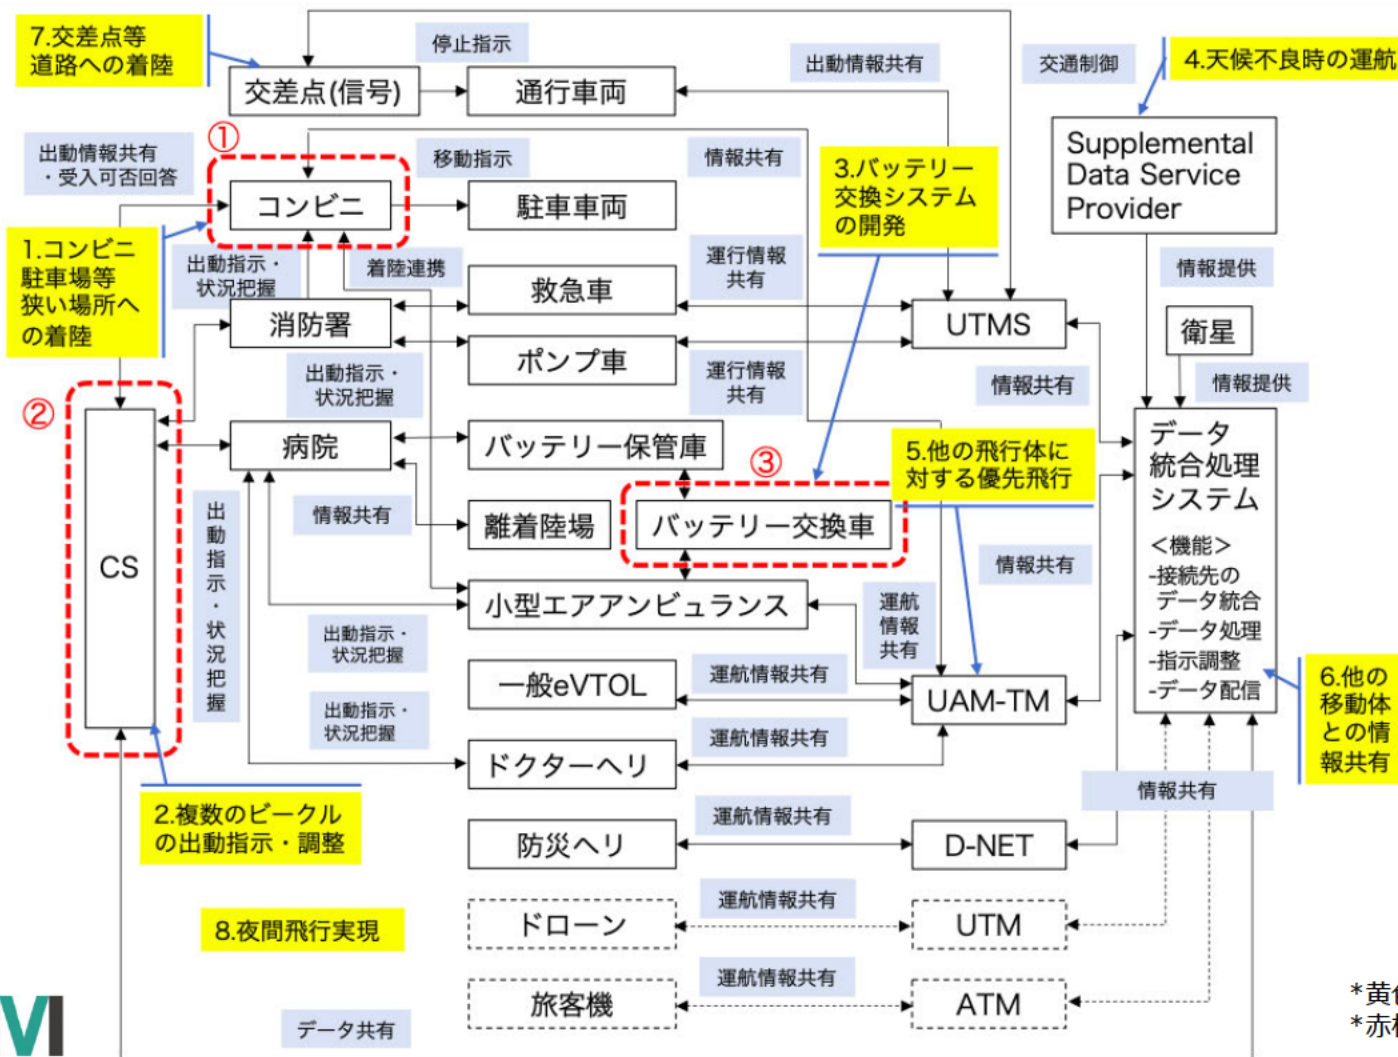 7.交差点等
道路への着陸
停止指示
出動情報共有
交通制御
4.天候不良時の運航
交差点(信号)
通行車両
Supplemental
Data Service
Provider
①
出動情報共有
・受入可否回答
移動指示
情報共有
3.バッテリー
交換システム
の開発
コンビニ
駐車車両
1.コンビニ
駐車場等
狭い場所へ
の着陸
出動指示・
状況把握
着陸連携
救急車
運行情報
共有
情報提供
消防署
UTMS
衛星
ポンプ車
出動指示・
状況把握
運行情報
共有
情報共有
情報提供
②
病院
バッテリー保管庫
③
5.他の飛行体に
対する優先飛行
データ
統合処理
システム
<機能>
-接続先の
データ統合
-データ処理
-指示調整
-データ配信
出動指示・状況把握
情報共有
離着陸場
バッテリー交換車
CS
情報共有
小型エアアンビュランス
運航
情報
共有
出動指示・
状況把握
一般eVTOL
運航情報共有
UAM-TM
6.他の
移動体
との情
報共有
出動指示・
状況把握
ドクターヘリ
運航情報共有
情報共有
2.複数のビークル
の出動指示・調整
防災ヘリ
運航情報共有
D-NET
8.夜間飛行実現
ドローン
運航情報共有
UTM
旅客機
運航情報共有
ATM
データ共有
VI
*黄
*赤